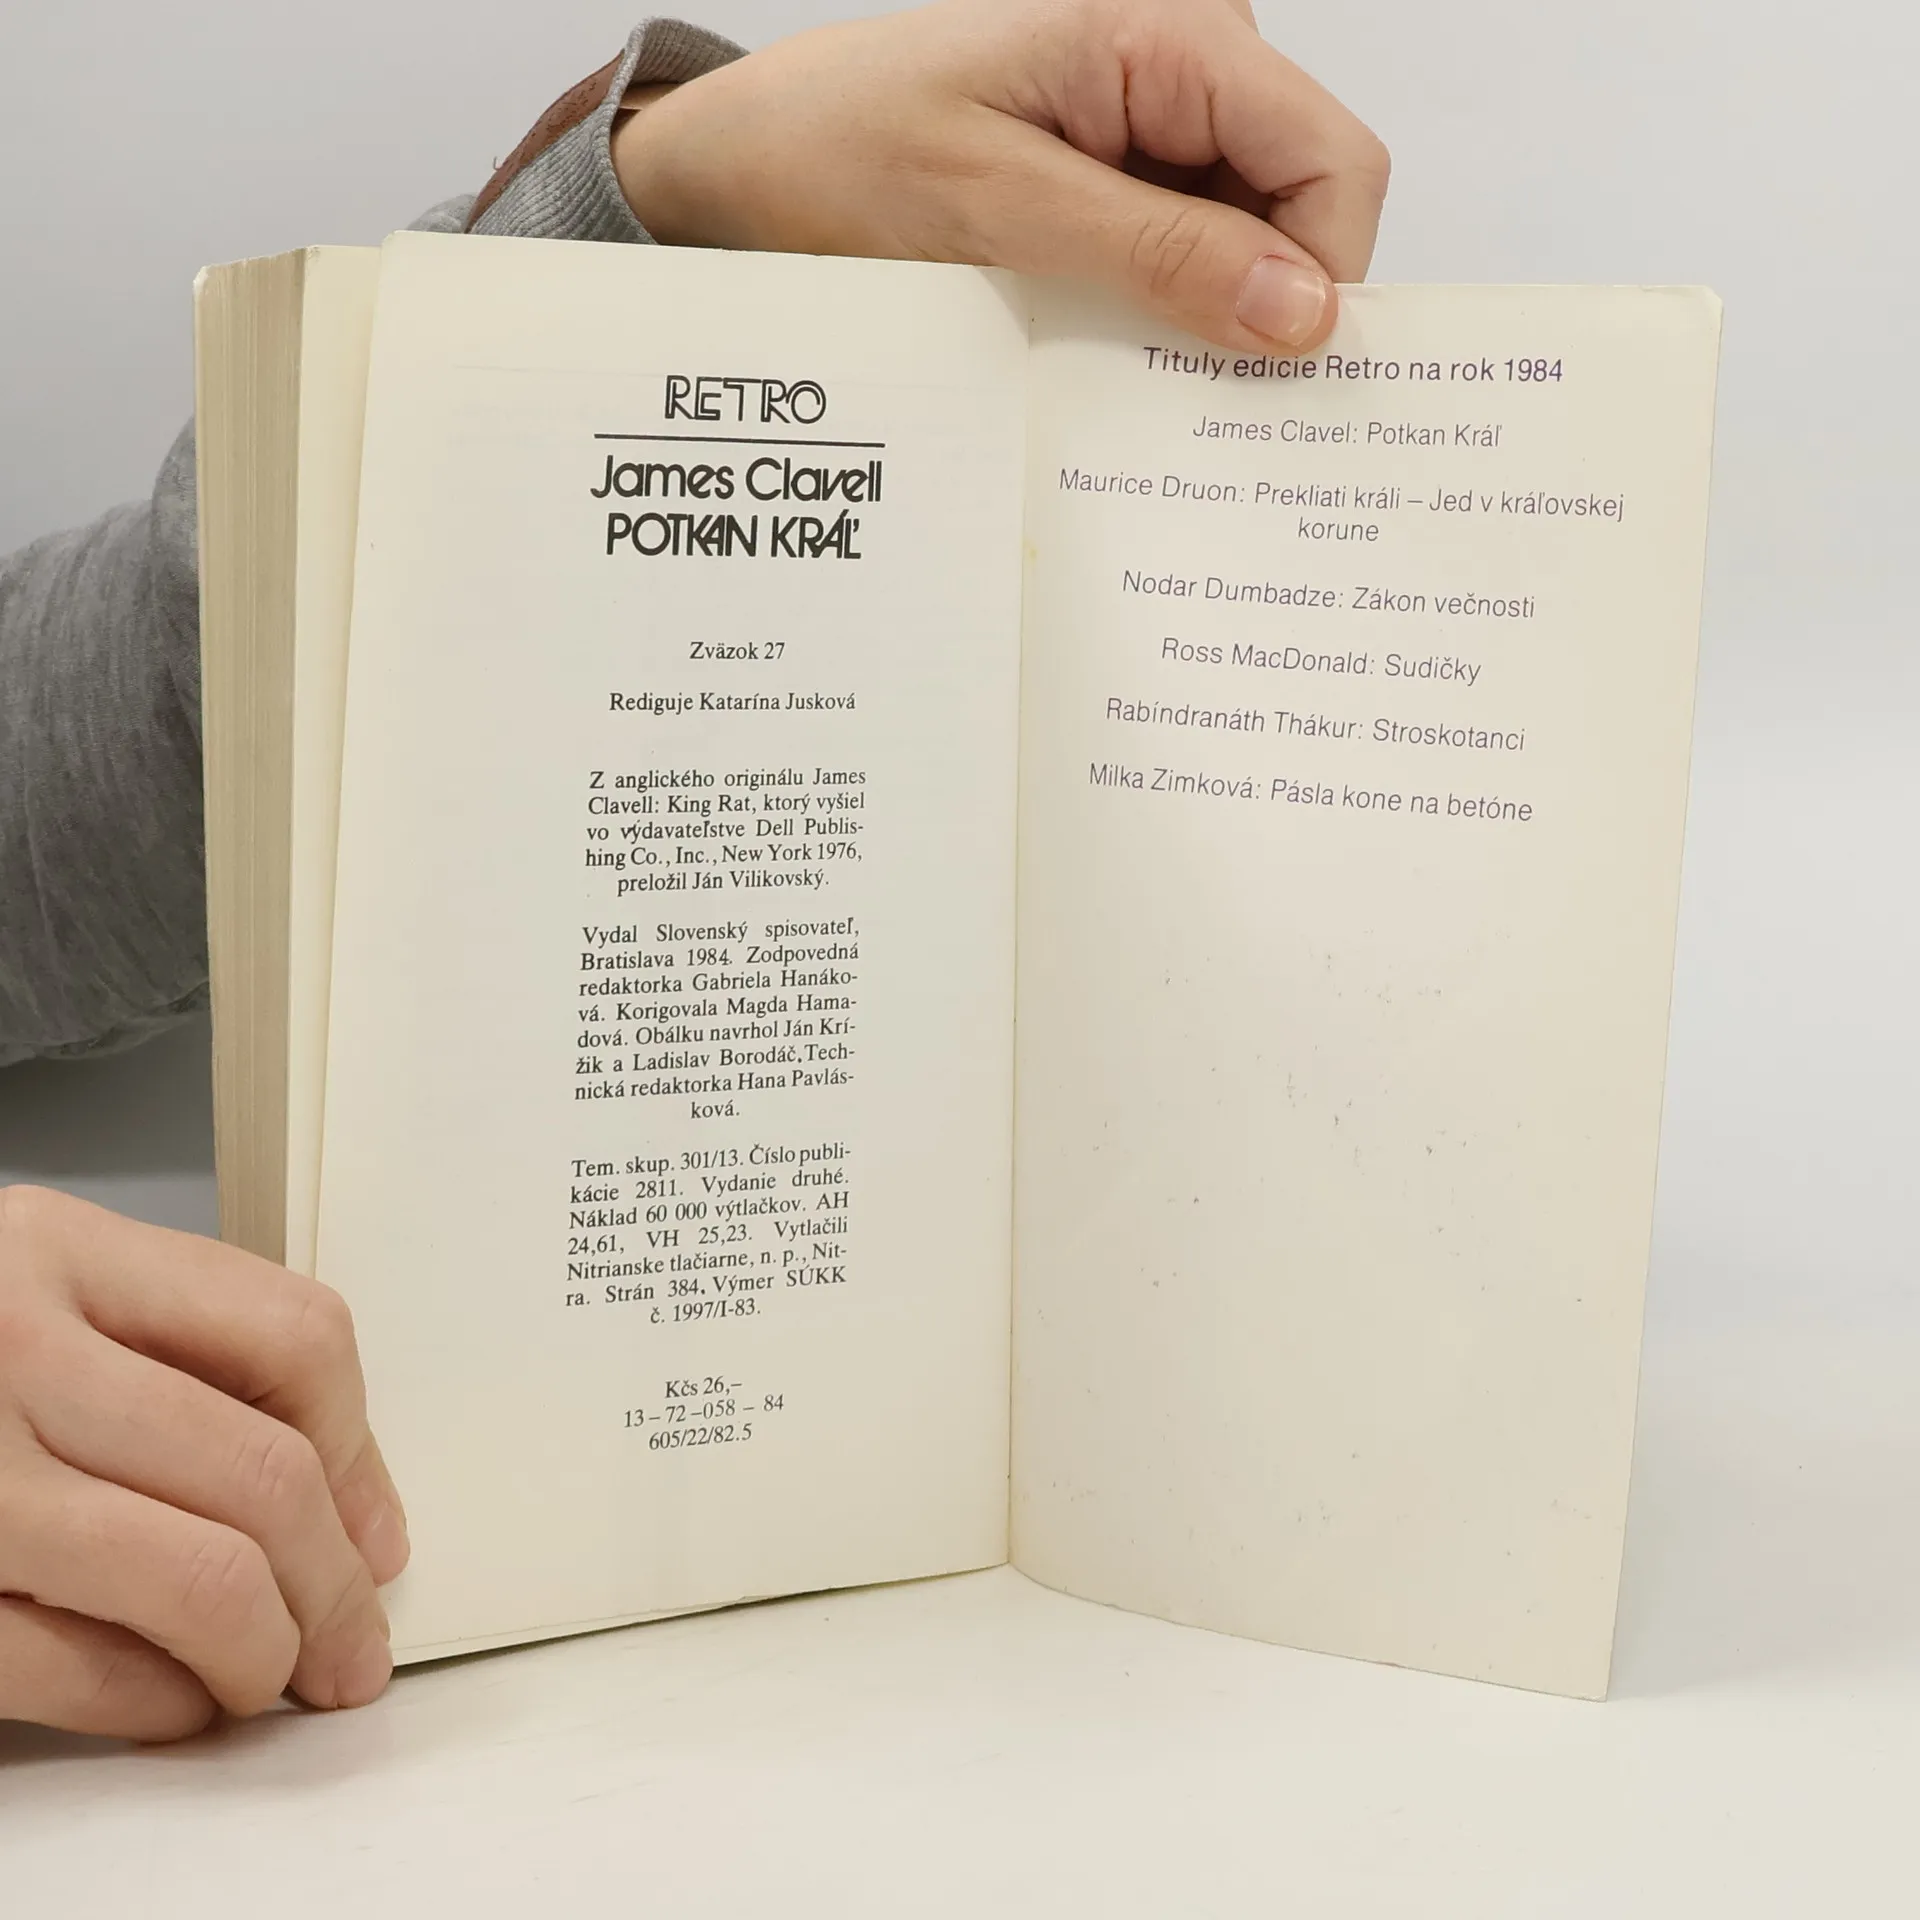 RETRO
James Clavell
POTKAN KRÁĽ
Zväzok 27
Rediguje Katarína Jusková
Z anglického originálu James
Clavell: King Rat, ktorý vyšiel
vo vydavateľstve Dell Publis-
hing Co., Inc., New York 1976,
preložil Ján Vilikovský.
Vydal Slovenský spisovateľ,
Bratislava 1984. Zodpovedná
redaktorka Gabriela Hanáko-
vá. Korigovala Magda Hama-
dová. Obálku navrhol Ján Krí-
žik a Ladislav Borodáč. Tech-
nická redaktorka Hana Pavlás-
ková.
Tem. skup. 301/13. Číslo publi-
kácie 2811. Vydanie druhé.
Náklad 60 000 výtlačkov. AH
24,61, VH 25,23. Vytlačili
Nitrianske tlačiarne, n. p., Nit-
ra. Strán 384. Výmer SÚKK
č. 1997/I-83.
Kčs 26,–
13 – 72 – 058 – 84
605/22/82.5
Tituly edície Retro na rok 1984
James Clavel: Potkan Kráľ
Maurice Druon: Prekliati králi – Jed v kráľovskej
korune
Nodar Dumbadze: Zákon večnosti
Ross MacDonald: Sudičky
Rabíndranáth Thákur: Stroskotanci
Milka Zimková: Pásla kone na betóne